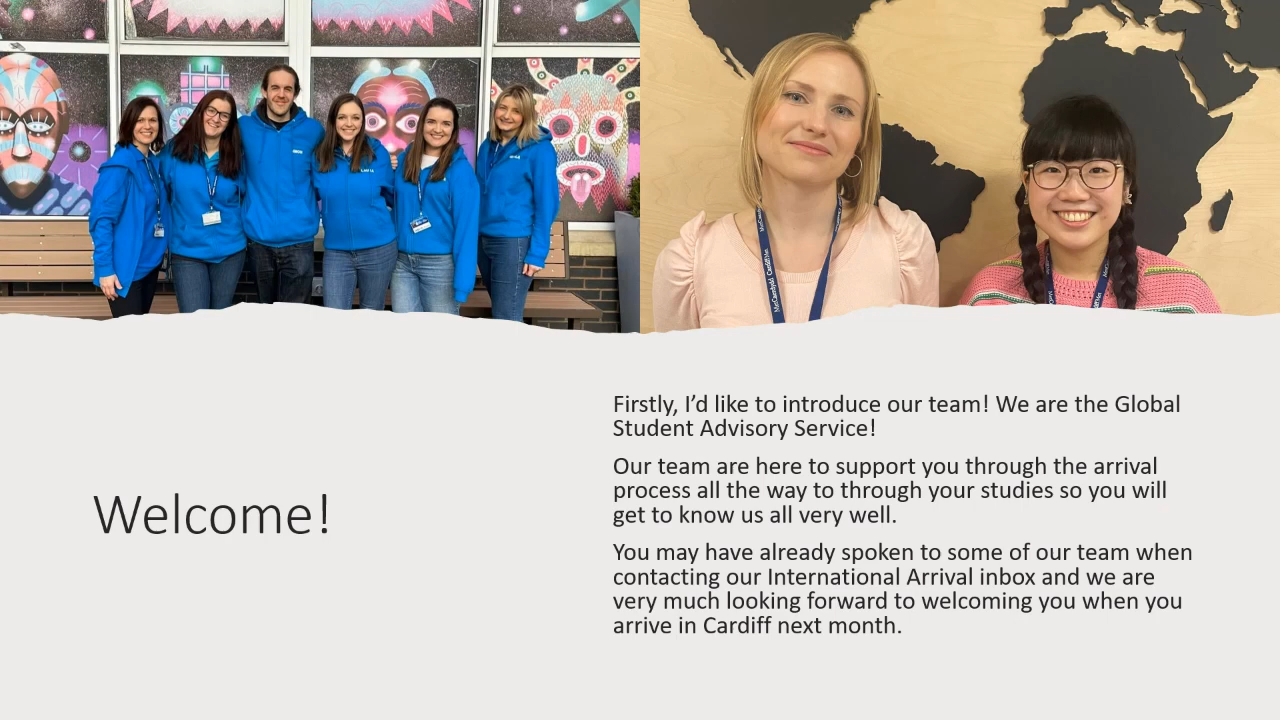 Welcome!
Firstly, I’d like to introduce our team! We are the Global
Student Advisory Service!
Our team are here to support you through the arrival
process all the way to through your studies so you will
get to know us all very well.
You may have already spoken to some of our team when
contacting our International Arrival inbox and we are
very much looking forward to welcoming you when you
arrive in Cardiff next month.